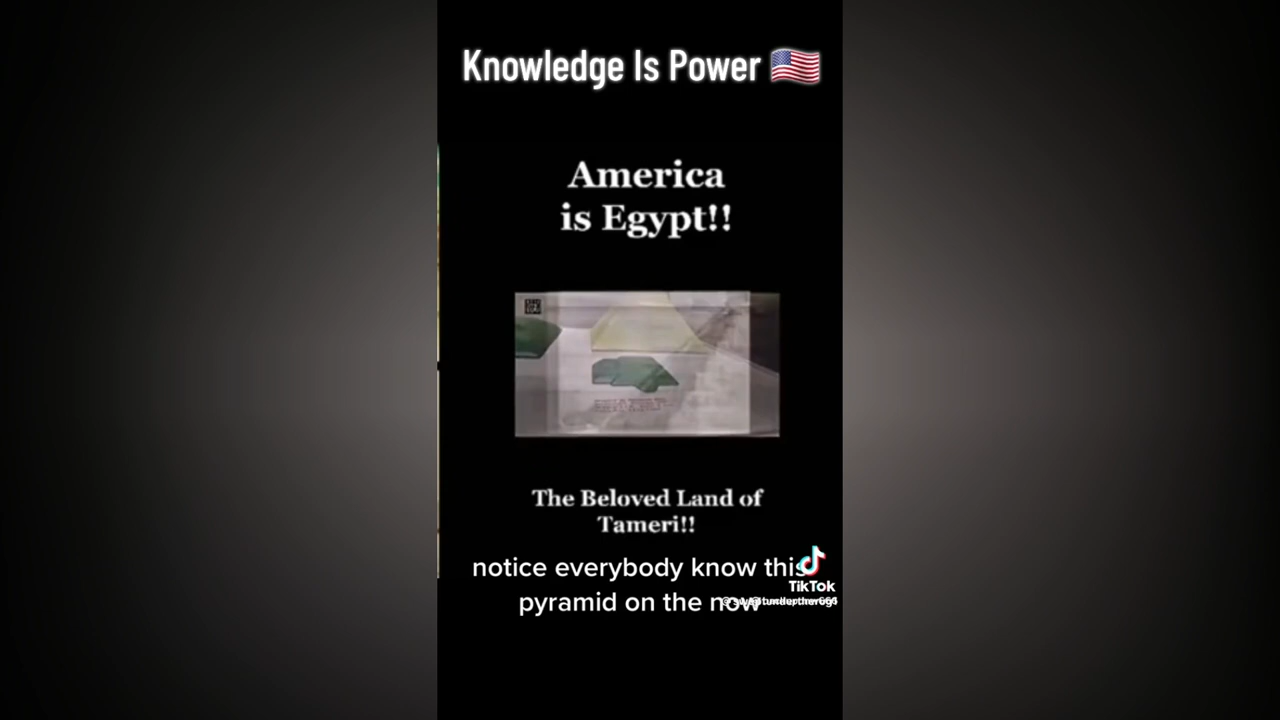 Knowledge Is Power 🇺🇸
America
is Egypt!!
The Beloved Land of
Tameri!!
notice everybody know this
pyramid on the now
TikTok